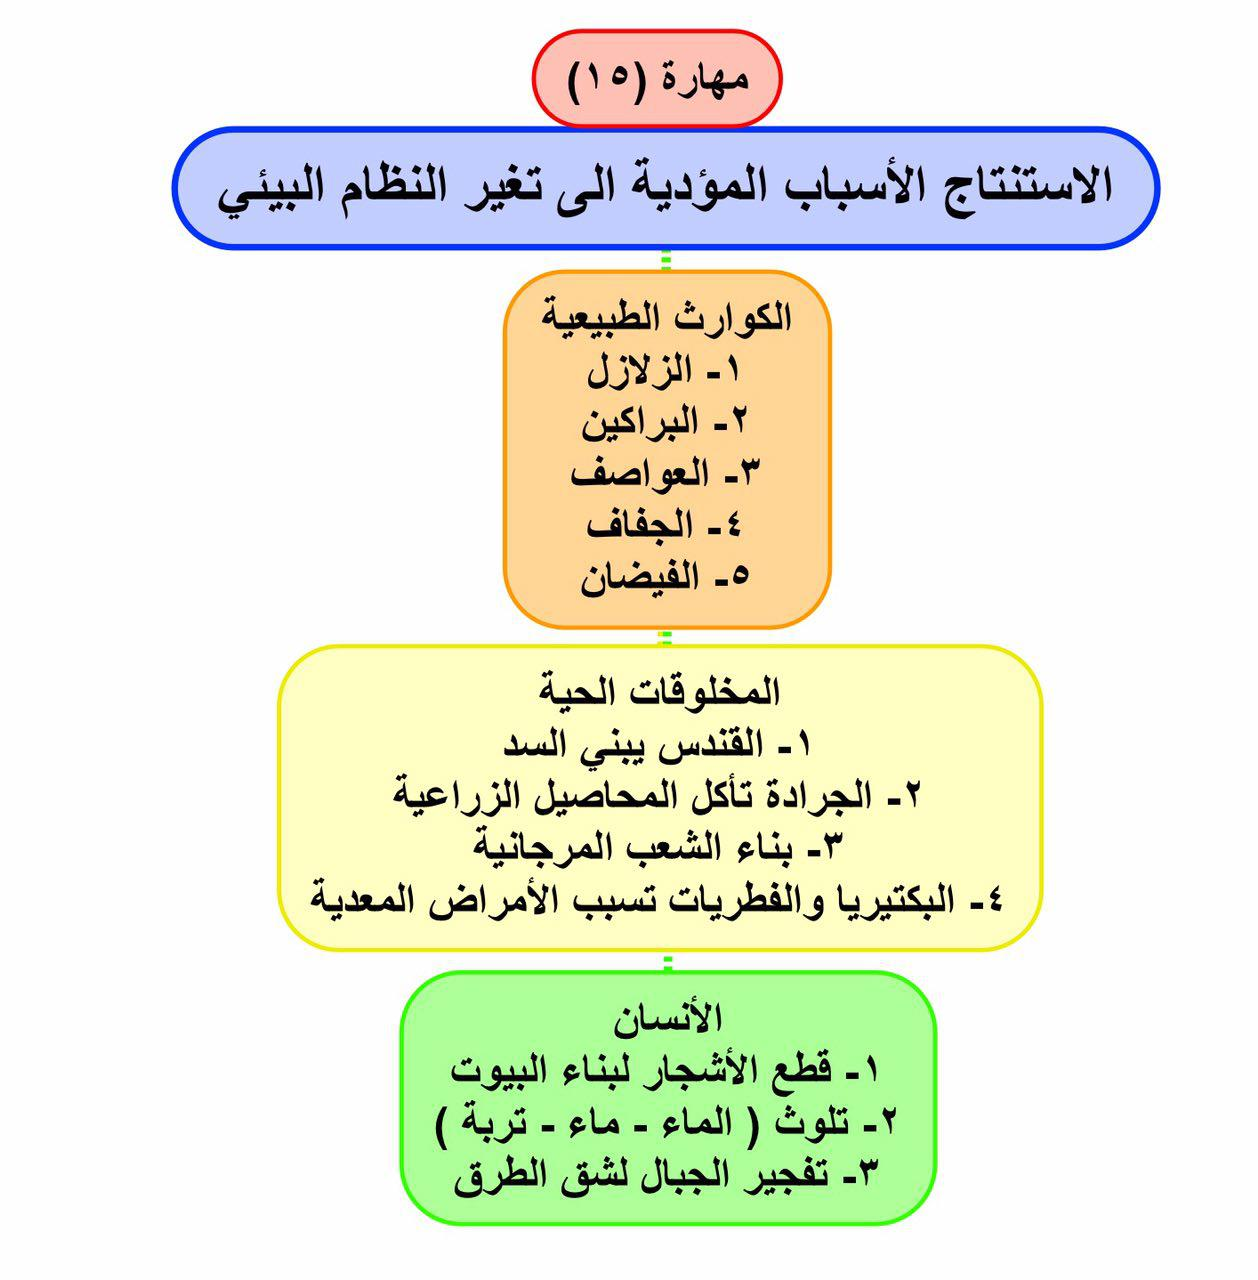 مهارة (١٥)
الاستنتاج الأسباب المؤدية الى تغير النظام البيئي
الكوارث الطبيعية
١- الزلازل
٢- البراكين
٣- العواصف
٤- الجفاف
٥- الفيضان
المخلوقات الحية
١- القندس يبني السد
٢- الجرادة تأكل المحاصيل الزراعية
٣- بناء الشعب المرجانية
٤- البكتيريا والفطريات تسبب الأمراض المعدية
الأنسان
١- قطع الأشجار لبناء البيوت
٢- تلوث ( الماء - ماء - تربة )
٣- تفجير الجبال لشق الطرق